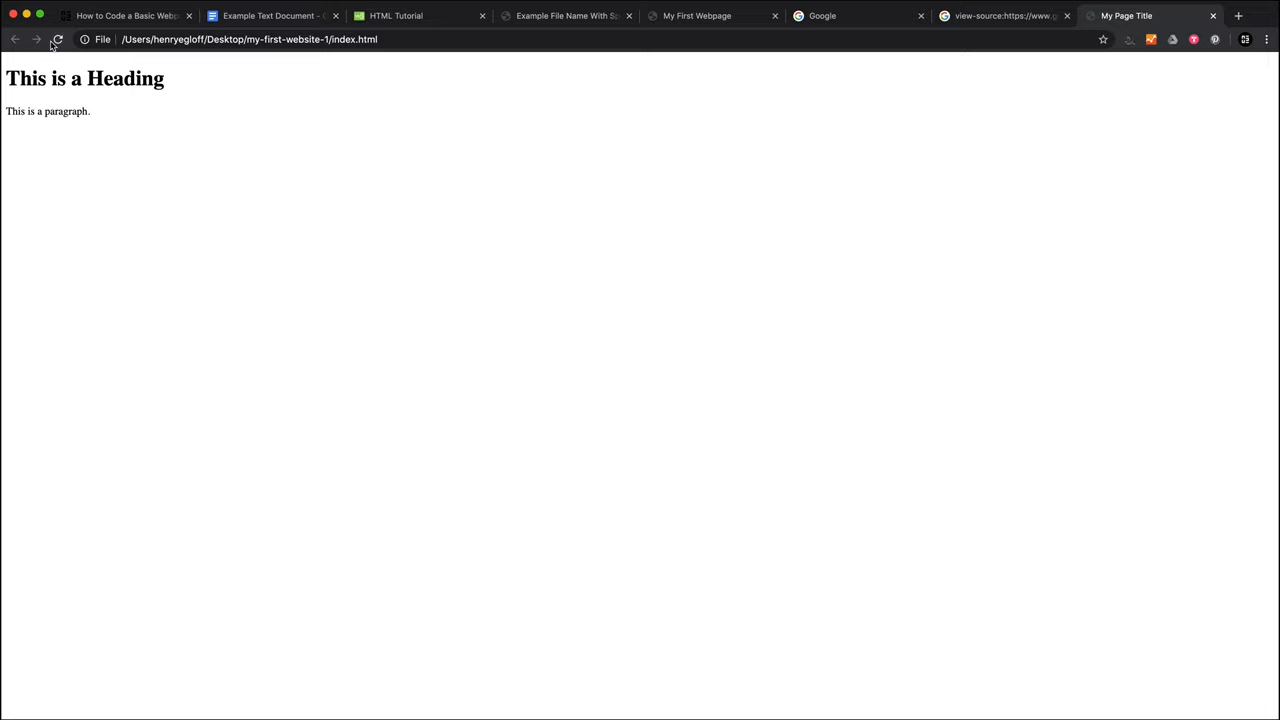 How to Code a Basic Webp
Example Text Document -
HTML Tutorial
Example File Name With Sp
My First Webpage
Google
view-source:https://www.g
My Page Title
File
/Users/henryegloff/Desktop/my-first-website-1/index.html
This is a Heading
This is a paragraph.